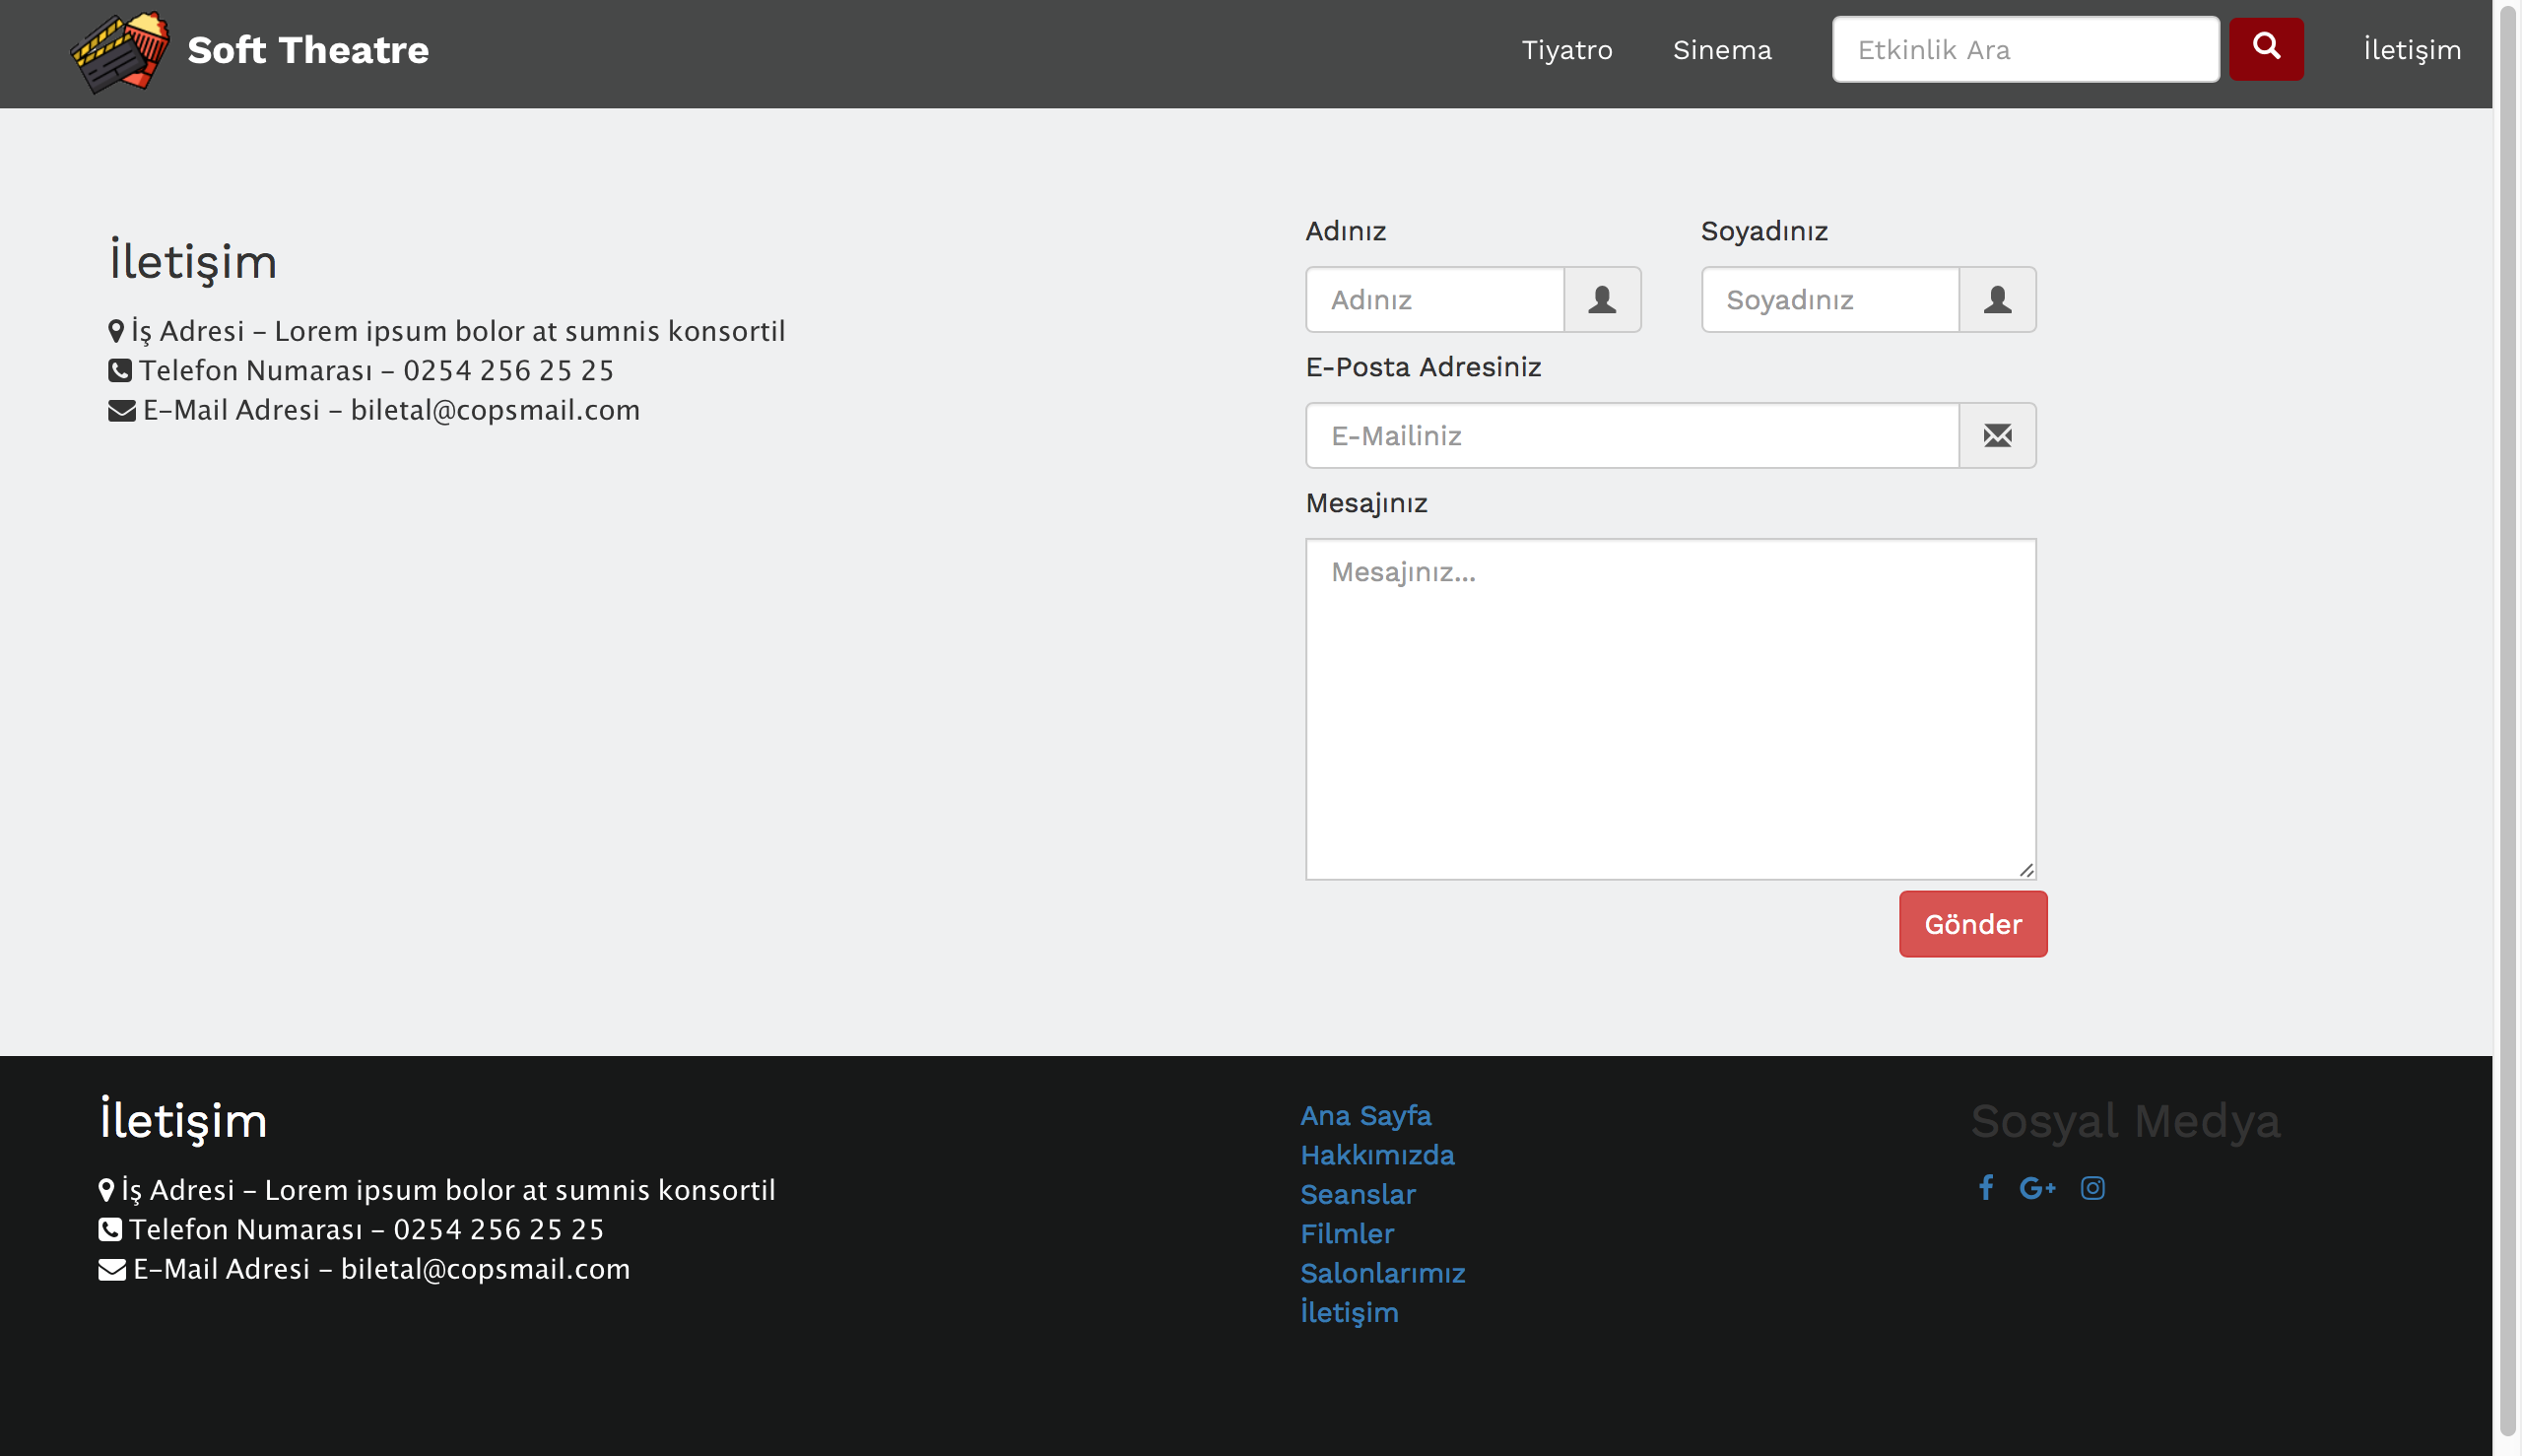 Soft Theatre
Tiyatro
Sinema
Etkinlik Ara
İletişim
İletişim
İş Adresi – Lorem ipsum bolor at sumnis konsortil
Telefon Numarası – 0254 256 25 25
E-Mail Adresi – biletal@copsmail.com
Adınız
Soyadınız
Adınız
Soyadınız
E-Posta Adresiniz
E-Mailiniz
Mesajınız
Mesajınız...
Gönder
İletişim
İş Adresi – Lorem ipsum bolor at sumnis konsortil
Telefon Numarası – 0254 256 25 25
E-Mail Adresi – biletal@copsmail.com
Ana Sayfa
Hakkımızda
Seanslar
Filmler
Salonlarımız
İletişim
Sosyal Medya